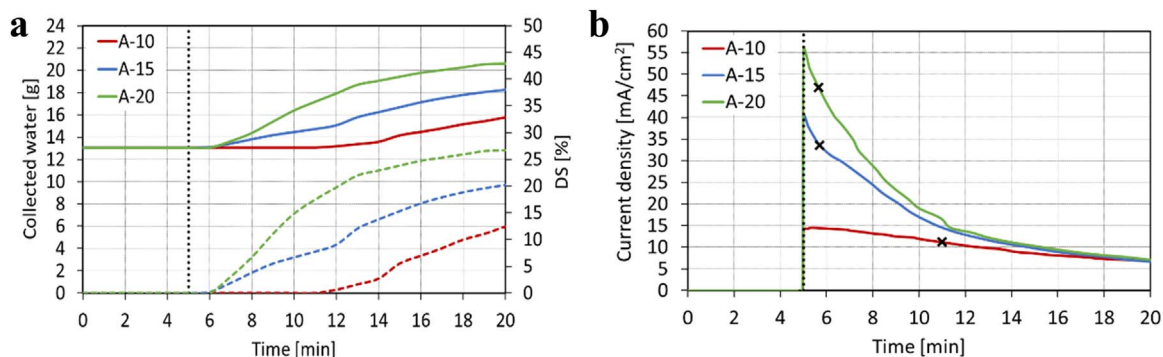 a
24
22
20
18
16
14
12
10
8
6
4
2
0
Collected water [g]
A-10
A-15
A-20
50
45
40
35
30
25
20
15
10
5
0
DS [%]
0 2 4 6 8 10 12 14 16 18 20
Time [min]
b
60
55
50
45
40
35
30
25
20
15
10
5
0
Current density [mA/cm²]
A-10
A-15
A-20
0 2 4 6 8 10 12 14 16 18 20
Time [min]